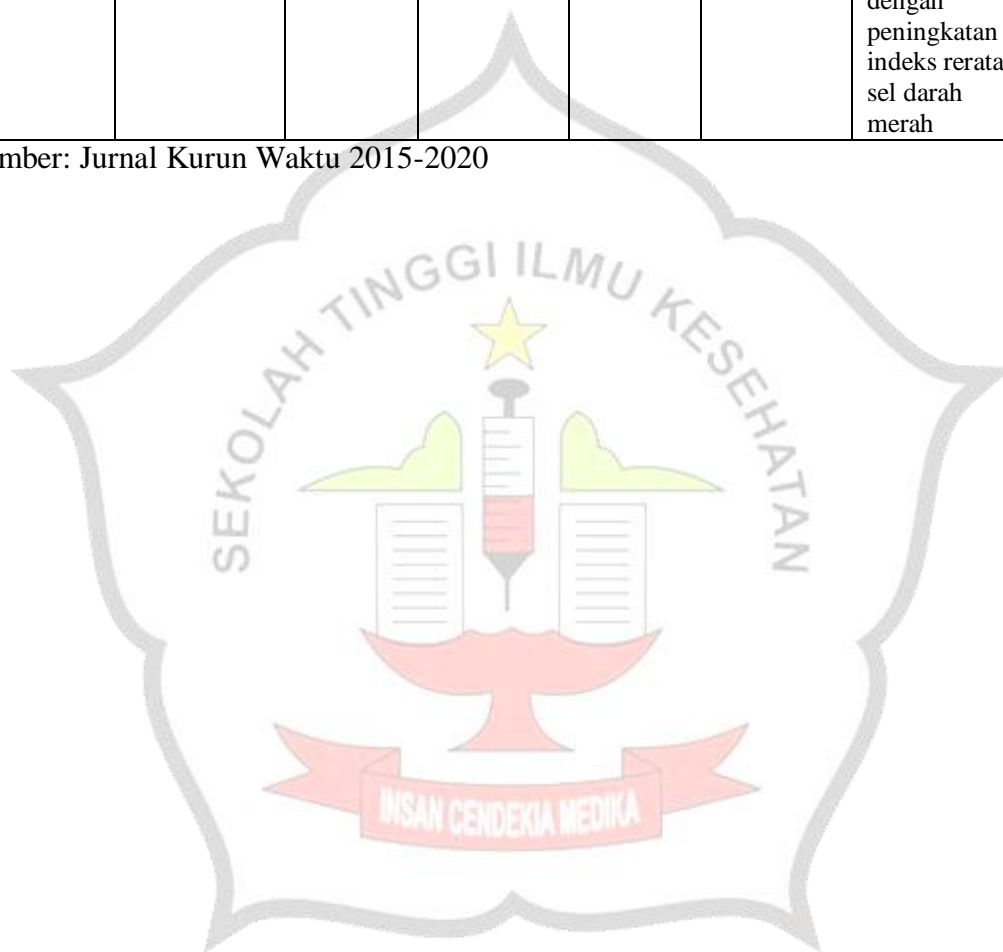 dengan
peningkatan
indeks rerata
sel darah
merah
mber: Jurnal Kurun Waktu 2015-2020
SEKOLAH TINGGI ILMU KESEHATAN
INSAN CENDEKIA MEDIKA